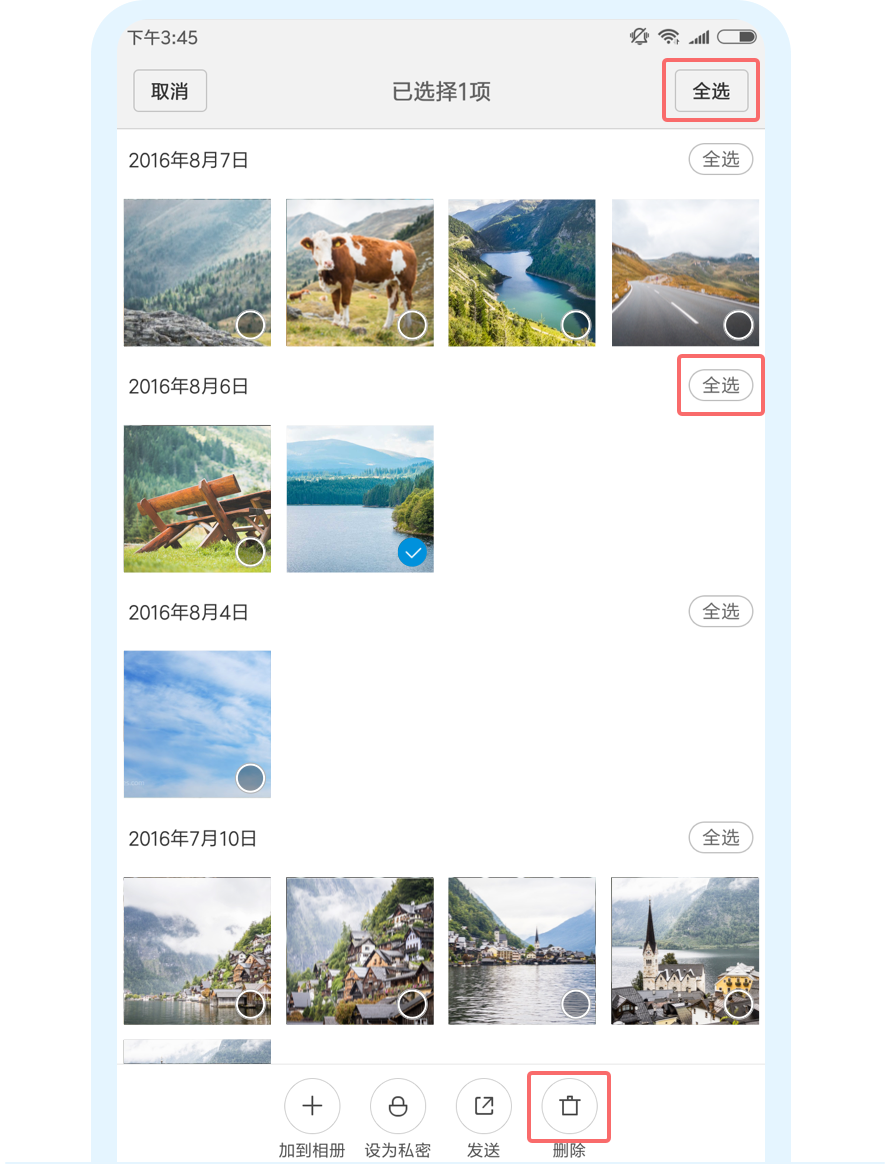 下午3:45
取消
已选择1项
全选
2016年8月7日
全选
2016年8月6日
全选
2016年8月4日
全选
2016年7月10日
全选
加到相册
设为私密
发送
删除